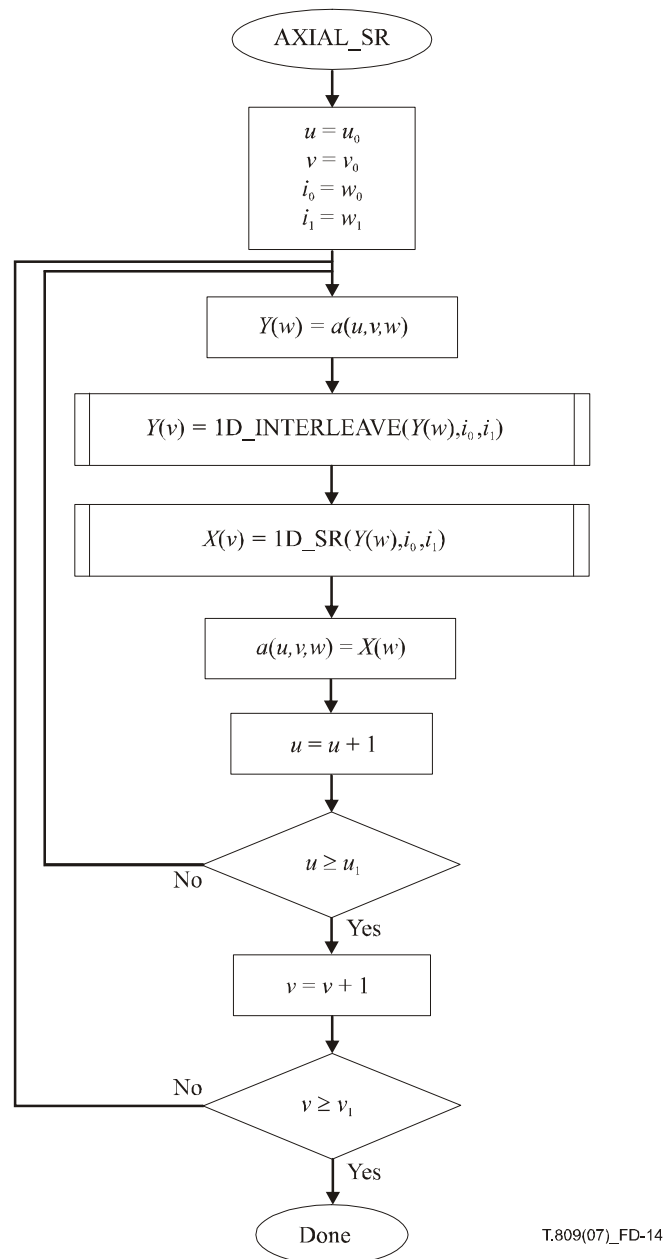 AXIAL_SR
u = u₀
v = v₀
i₀ = w₀
i₁ = w₁
Y(w) = a(u,v,w)
Y(v) = 1D_INTERLEAVE(Y(w),i₀,i₁)
X(v) = 1D_SR(Y(w),i₀,i₁)
a(u,v,w) = X(w)
u = u + 1
u ≥ u₁
No
Yes
v = v + 1
No
v ≥ v₁
Yes
Done
T.809(07)_FD-14